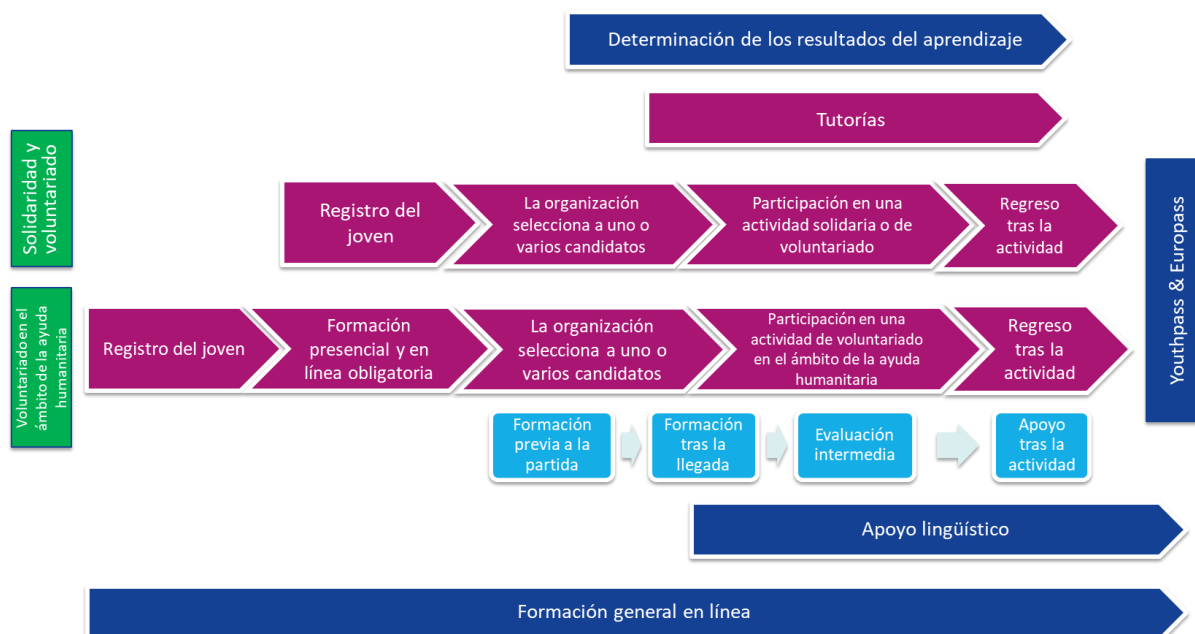 Determinación de los resultados del aprendizaje
Tutorías
Solidaridad y
voluntariado
Registro del
joven
La organización
selecciona a uno o
varios candidatos
Participación en una
actividad solidaria o de
voluntariado
Regreso
tras la
actividad
Youthpass & Europass
Voluntariado en el
ámbito de la ayuda
humanitaria
Registro del joven
Formación
presencial y en
línea obligatoria
La organización
selecciona a uno o
varios candidatos
Participación en una
actividad de voluntariado
en el ámbito de la ayuda
humanitaria
Regreso
tras la
actividad
Formación
previa a la
partida
Formación
tras la
llegada
Evaluación
intermedia
Apoyo
tras la
actividad
Apoyo lingüístico
Formación general en línea